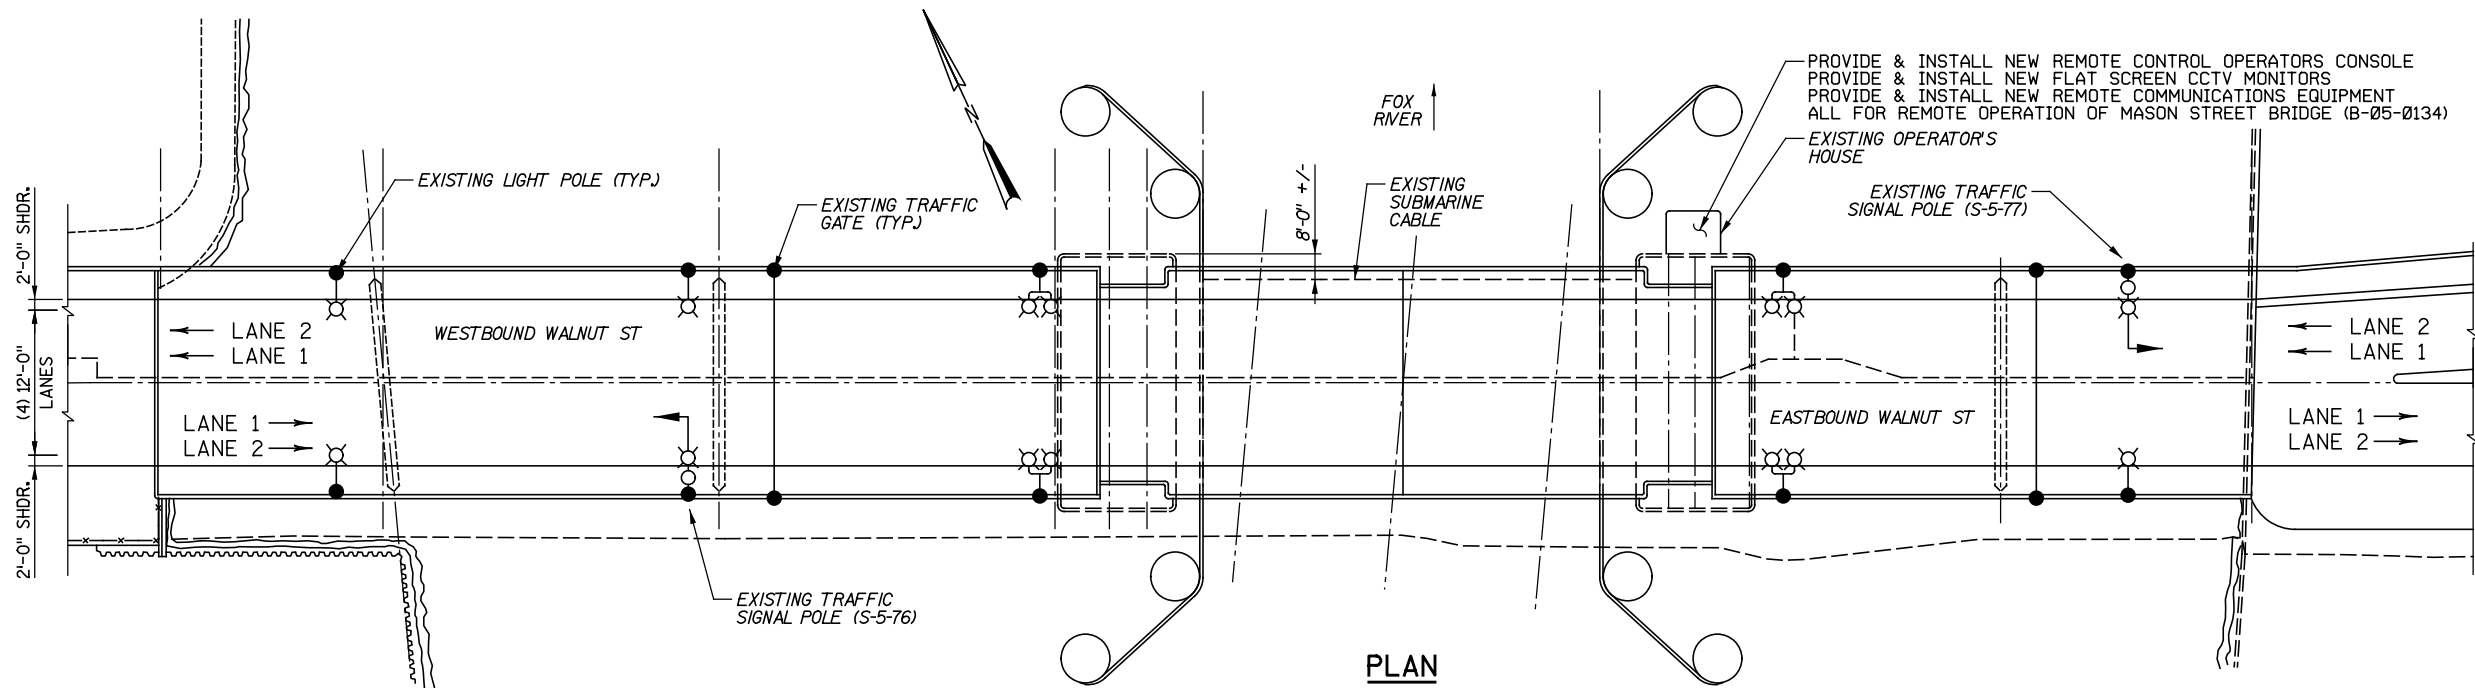 PROVIDE & INSTALL NEW REMOTE CONTROL OPERATORS CONSOLE
PROVIDE & INSTALL NEW FLAT SCREEN CCTV MONITORS
PROVIDE & INSTALL NEW REMOTE COMMUNICATIONS EQUIPMENT
ALL FOR REMOTE OPERATION OF MASON STREET BRIDGE (B-Ø5-Ø134)
EXISTING OPERATOR'S
HOUSE
FOX
RIVER
N
EXISTING LIGHT POLE (TYP.)
EXISTING TRAFFIC
GATE (TYP.)
8'-0" +/-
EXISTING
SUBMARINE
CABLE
EXISTING TRAFFIC
SIGNAL POLE (S-5-77)
2'-0" SHDR.
(4) 12'-0"
LANES
2'-0" SHDR.
LANE 2
LANE 1
WESTBOUND WALNUT ST
LANE 2
LANE 1
LANE 1
LANE 2
EASTBOUND WALNUT ST
LANE 1
LANE 2
EXISTING TRAFFIC
SIGNAL POLE (S-5-76)
PLAN